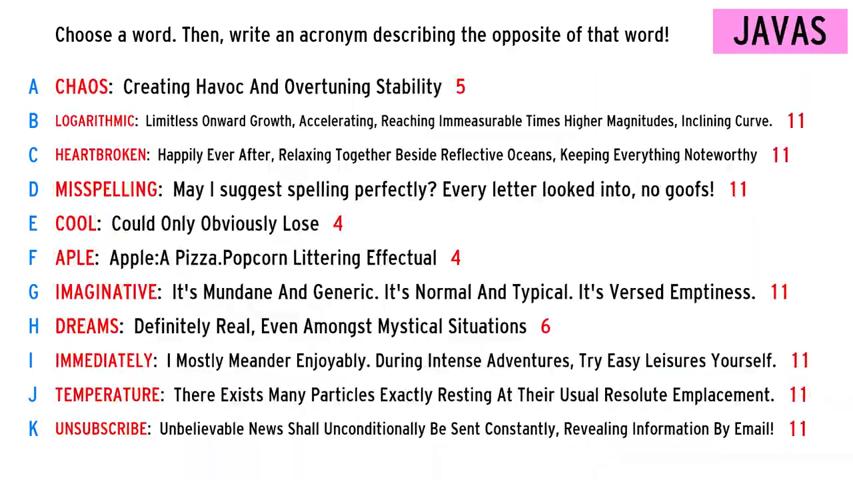 Choose a word. Then, write an acronym describing the opposite of that word!
JAVAS
A CHAOS: Creating Havoc And Overtuning Stability 5
B LOGARITHMIC: Limitless Onward Growth, Accelerating, Reaching Immeasurable Times Higher Magnitudes, Inclining Curve. 11
C HEARTBROKEN: Happily Ever After, Relaxing Together Beside Reflective Oceans, Keeping Everything Noteworthy 11
D MISSPELLING: May I suggest spelling perfectly? Every letter looked into, no goofs! 11
E COOL: Could Only Obviously Lose 4
F APLE: Apple:A Pizza.Popcorn Littering Effectual 4
G IMAGINATIVE: It's Mundane And Generic. It's Normal And Typical. It's Versed Emptiness. 11
H DREAMS: Definitely Real, Even Amongst Mystical Situations 6
I IMMEDIATELY: I Mostly Meander Enjoyably. During Intense Adventures, Try Easy Leisures Yourself. 11
J TEMPERATURE: There Exists Many Particles Exactly Resting At Their Usual Resolute Emplacement. 11
K UNSUBSCRIBE: Unbelievable News Shall Unconditionally Be Sent Constantly, Revealing Information By Email! 11